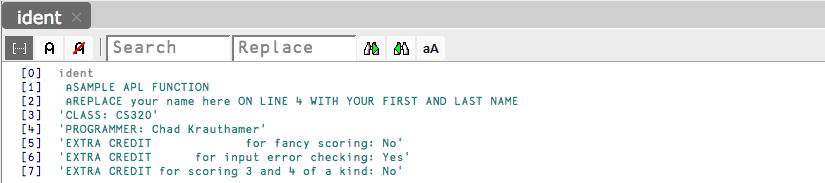 ident ×
[···] A A Search Replace aA
[0] ident
[1] ⍝SAMPLE APL FUNCTION
[2] ⍝REPLACE your name here ON LINE 4 WITH YOUR FIRST AND LAST NAME
[3] 'CLASS: CS320'
[4] 'PROGRAMMER: Chad Krauthamer'
[5] 'EXTRA CREDIT             for fancy scoring: No'
[6] 'EXTRA CREDIT      for input error checking: Yes'
[7] 'EXTRA CREDIT for scoring 3 and 4 of a kind: No'